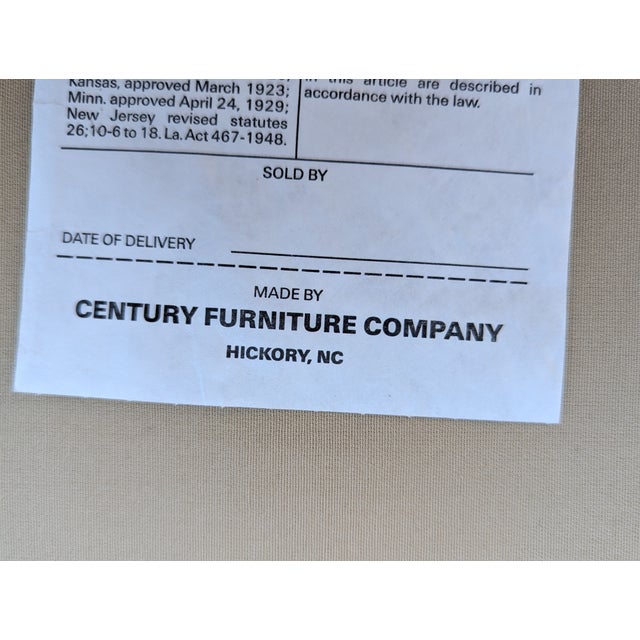 Kansas, approved March 1923;
Minn. approved April 24, 1929;
New Jersey revised statutes
26;10-6 to 18. La. Act 467-1948.
in this article are described in
accordance with the law.
SOLD BY
DATE OF DELIVERY
MADE BY
CENTURY FURNITURE COMPANY
HICKORY, NC